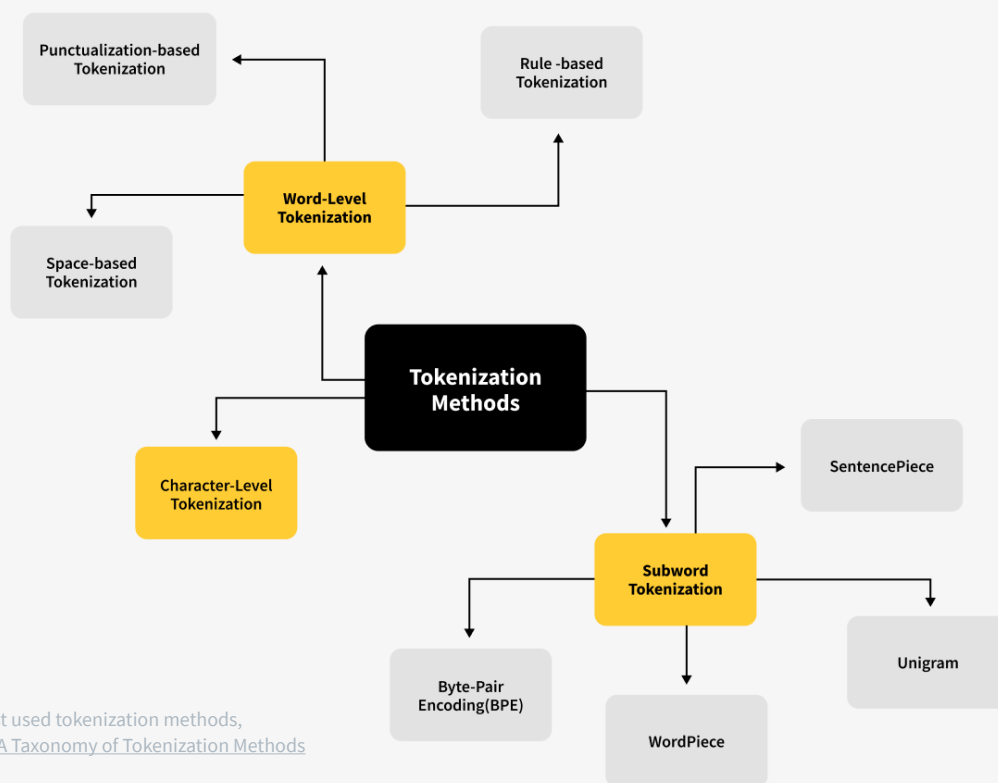 Punctualization-based
Tokenization
Rule -based
Tokenization
Word-Level
Tokenization
Space-based
Tokenization
Tokenization
Methods
Character-Level
Tokenization
SentencePiece
Subword
Tokenization
Unigram
Byte-Pair
Encoding(BPE)
WordPiece
t used tokenization methods,
A Taxonomy of Tokenization Methods